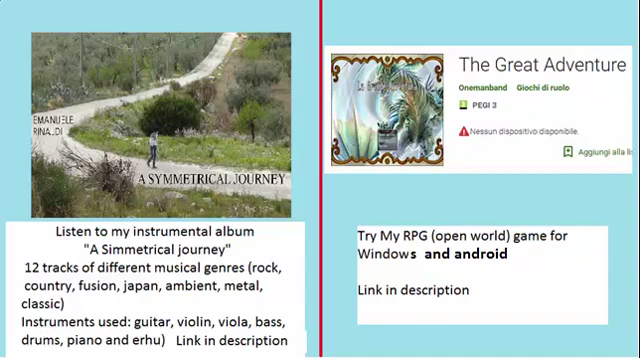 EMANUELE
RINALDI
A SYMMETRICAL JOURNEY
Listen to my instrumental album
"A Simmetrical journey"
12 tracks of different musical genres (rock,
country, fusion, japan, ambient, metal,
classic)
Instruments used: guitar, violin, viola, bass,
drums, piano and erhu) Link in description
The Great Adventure
Onemanband Giochi di ruolo
PEGI 3
Nessun dispositivo disponibile.
Aggiungi alla lis
Try My RPG (open world) game for
Windows and android
Link in description